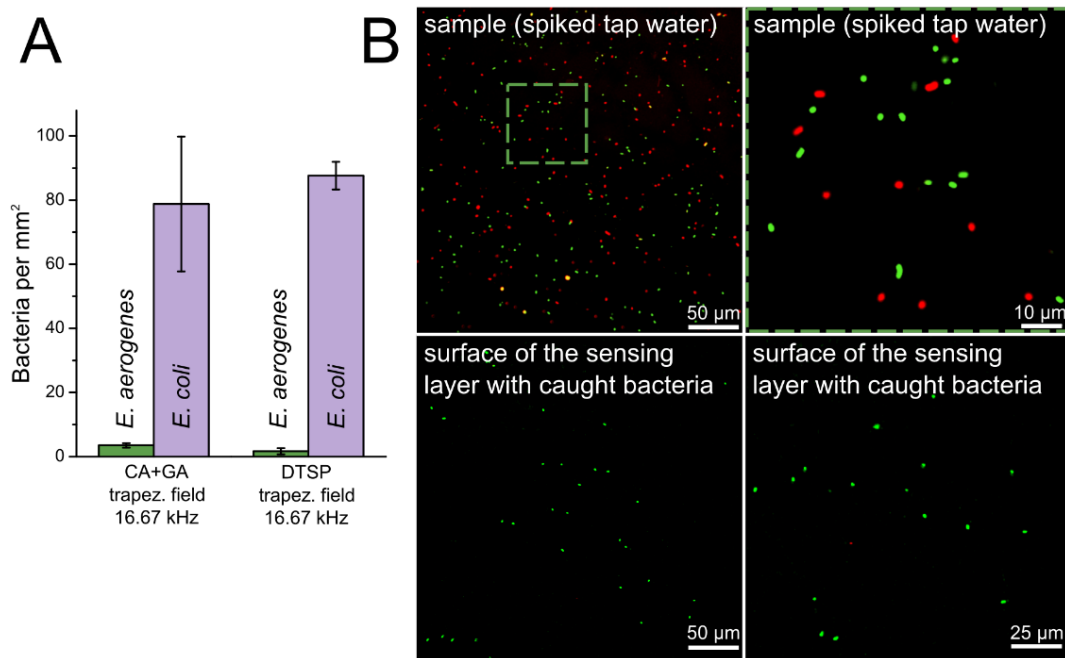 A
B
Bacteria per mm²
100
80
60
40
20
0
E. aerogenes
E. coli
E. aerogenes
E. coli
CA+GA
trapez. field
16.67 kHz
DTSP
trapez. field
16.67 kHz
sample (spiked tap water)
50 µm
sample (spiked tap water)
10 µm
surface of the sensing
layer with caught bacteria
50 µm
surface of the sensing
layer with caught bacteria
25 µm